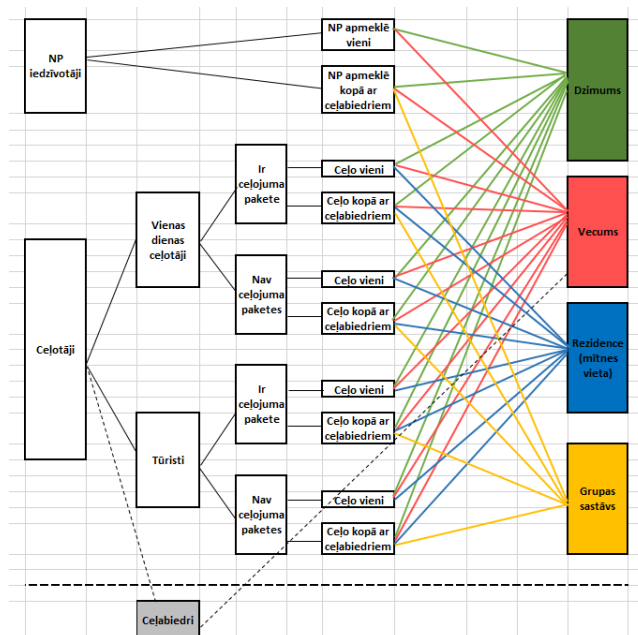 NP
iedzīvotāji
NP apmeklē
vieni
NP apmeklē
kopā ar
ceļabiedriem
Dzimums
Ceļotāji
Vienas
dienas
ceļotāji
Ir
ceļojuma
pakete
Ceļo vieni
Ceļo kopā ar
ceļabiedriem
Vecums
Nav
ceļojuma
paketes
Ceļo vieni
Ceļo kopā ar
ceļabiedriem
Rezidence
(mītnes
vieta)
Tūristi
Ir
ceļojuma
pakete
Ceļo vieni
Ceļo kopā ar
ceļabiedriem
Grupas
sastāvs
Nav
ceļojuma
paketes
Ceļo vieni
Ceļo kopā ar
ceļabiedriem
Ceļabiedri